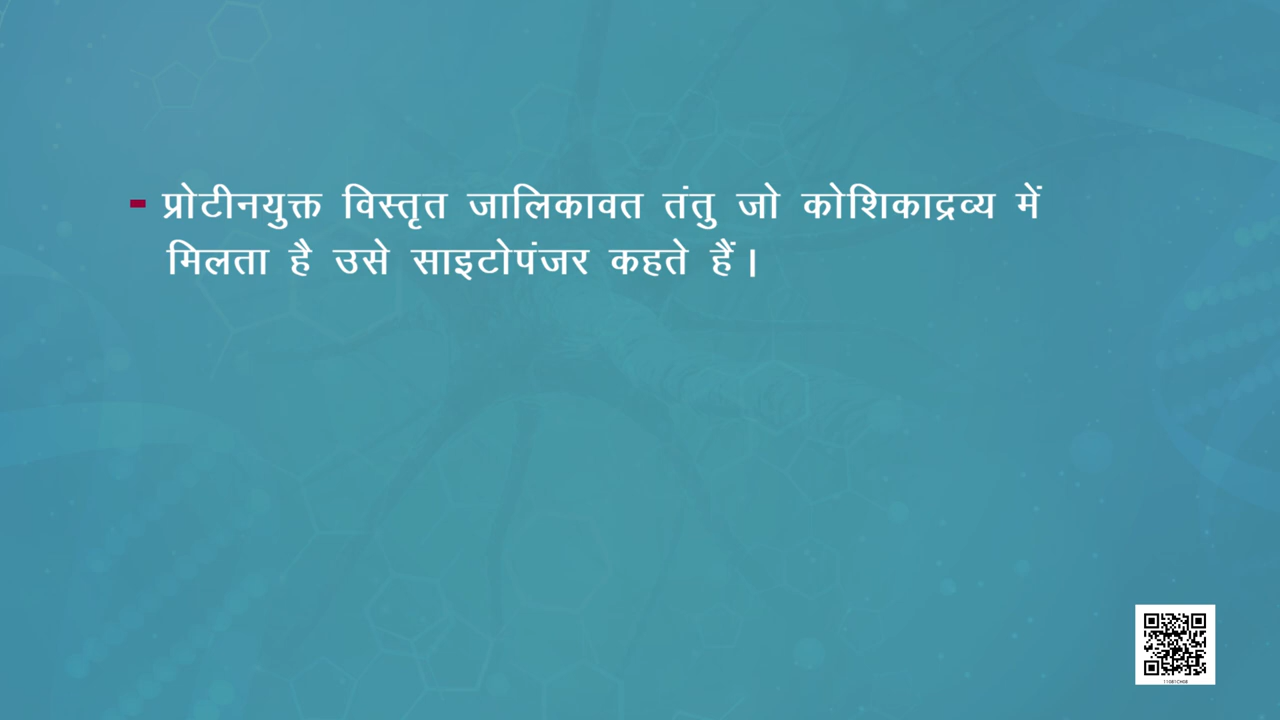 - प्रोटीनयुक्त विस्तृत जालिकावत तंतु जो कोशिकाद्रव्य में
मिलता है उसे साइटोपंजर कहते हैं।